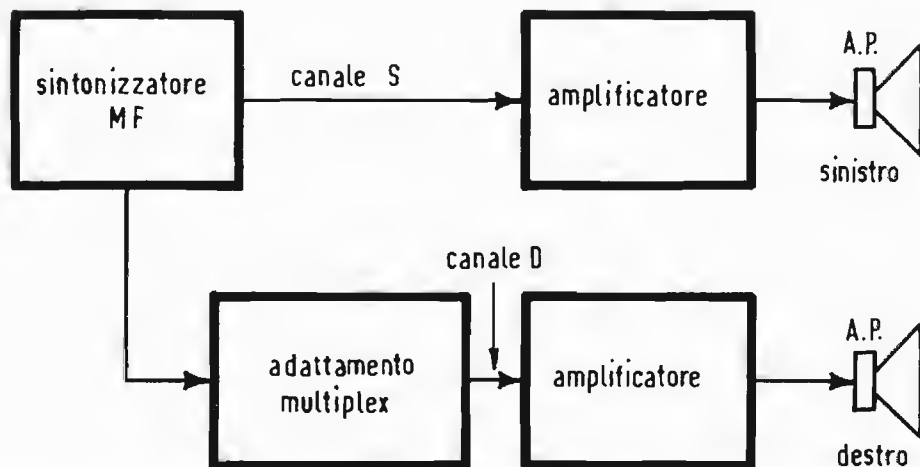 sintonizzatore
MF
canale S
amplificatore
A.P.
sinistro
canale D
adattamento
multiplex
amplificatore
A.P.
destro